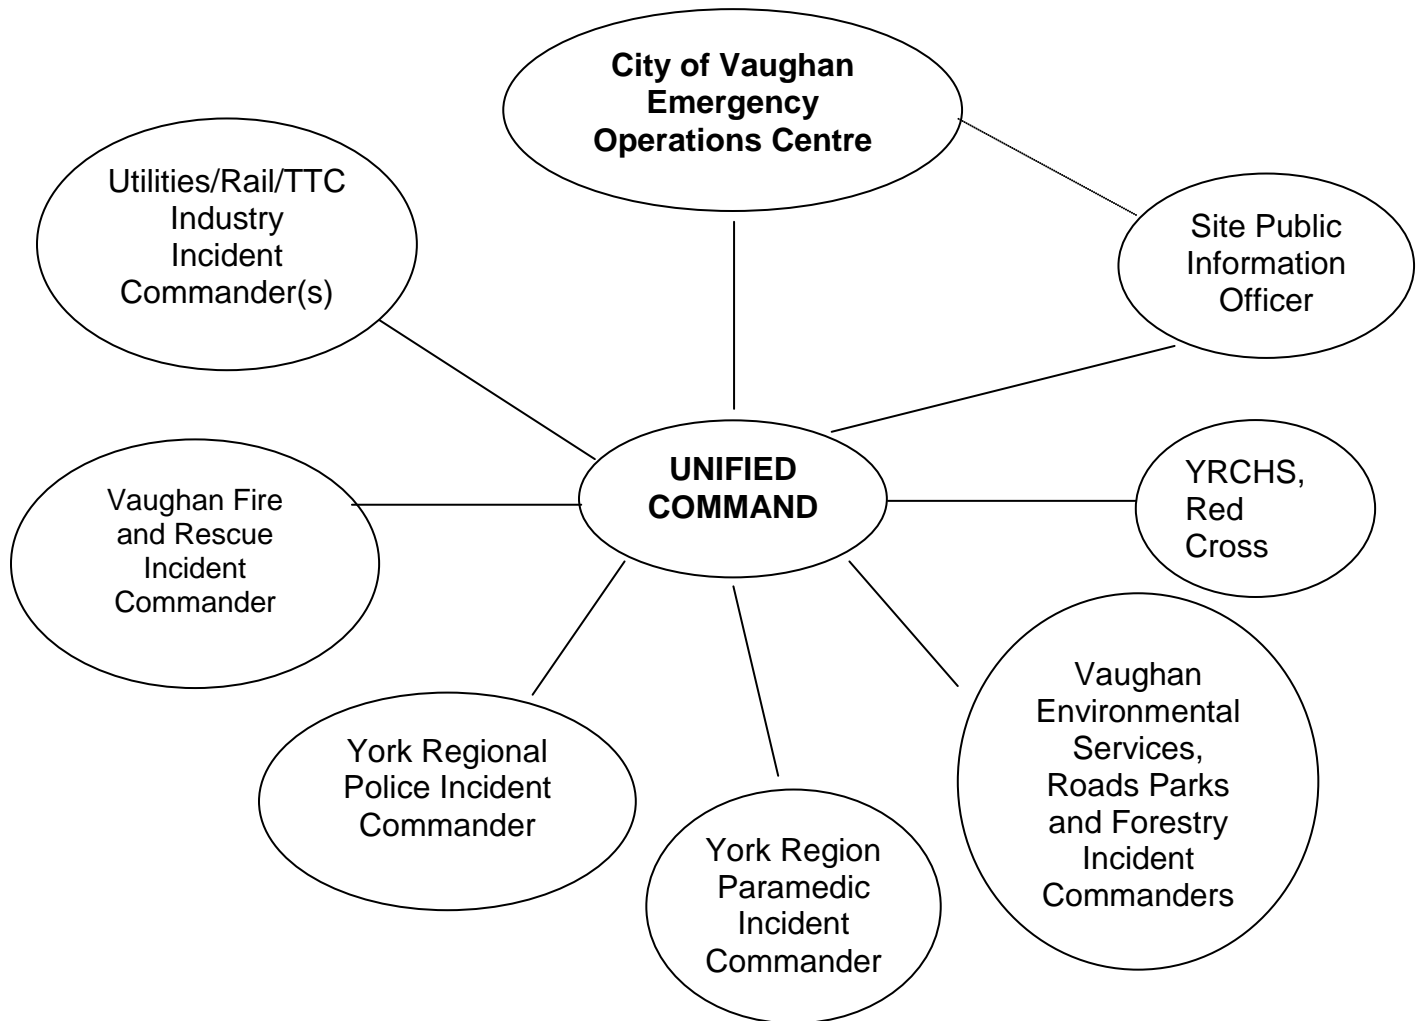 City of Vaughan
Emergency
Operations Centre
Utilities/Rail/TTC
Industry
Incident
Commander(s)
Site Public
Information
Officer
UNIFIED
COMMAND
YRCHS,
Red
Cross
Vaughan Fire
and Rescue
Incident
Commander
York Regional
Police Incident
Commander
York Region
Paramedic
Incident
Commander
Vaughan
Environmental
Services,
Roads Parks
and Forestry
Incident
Commanders